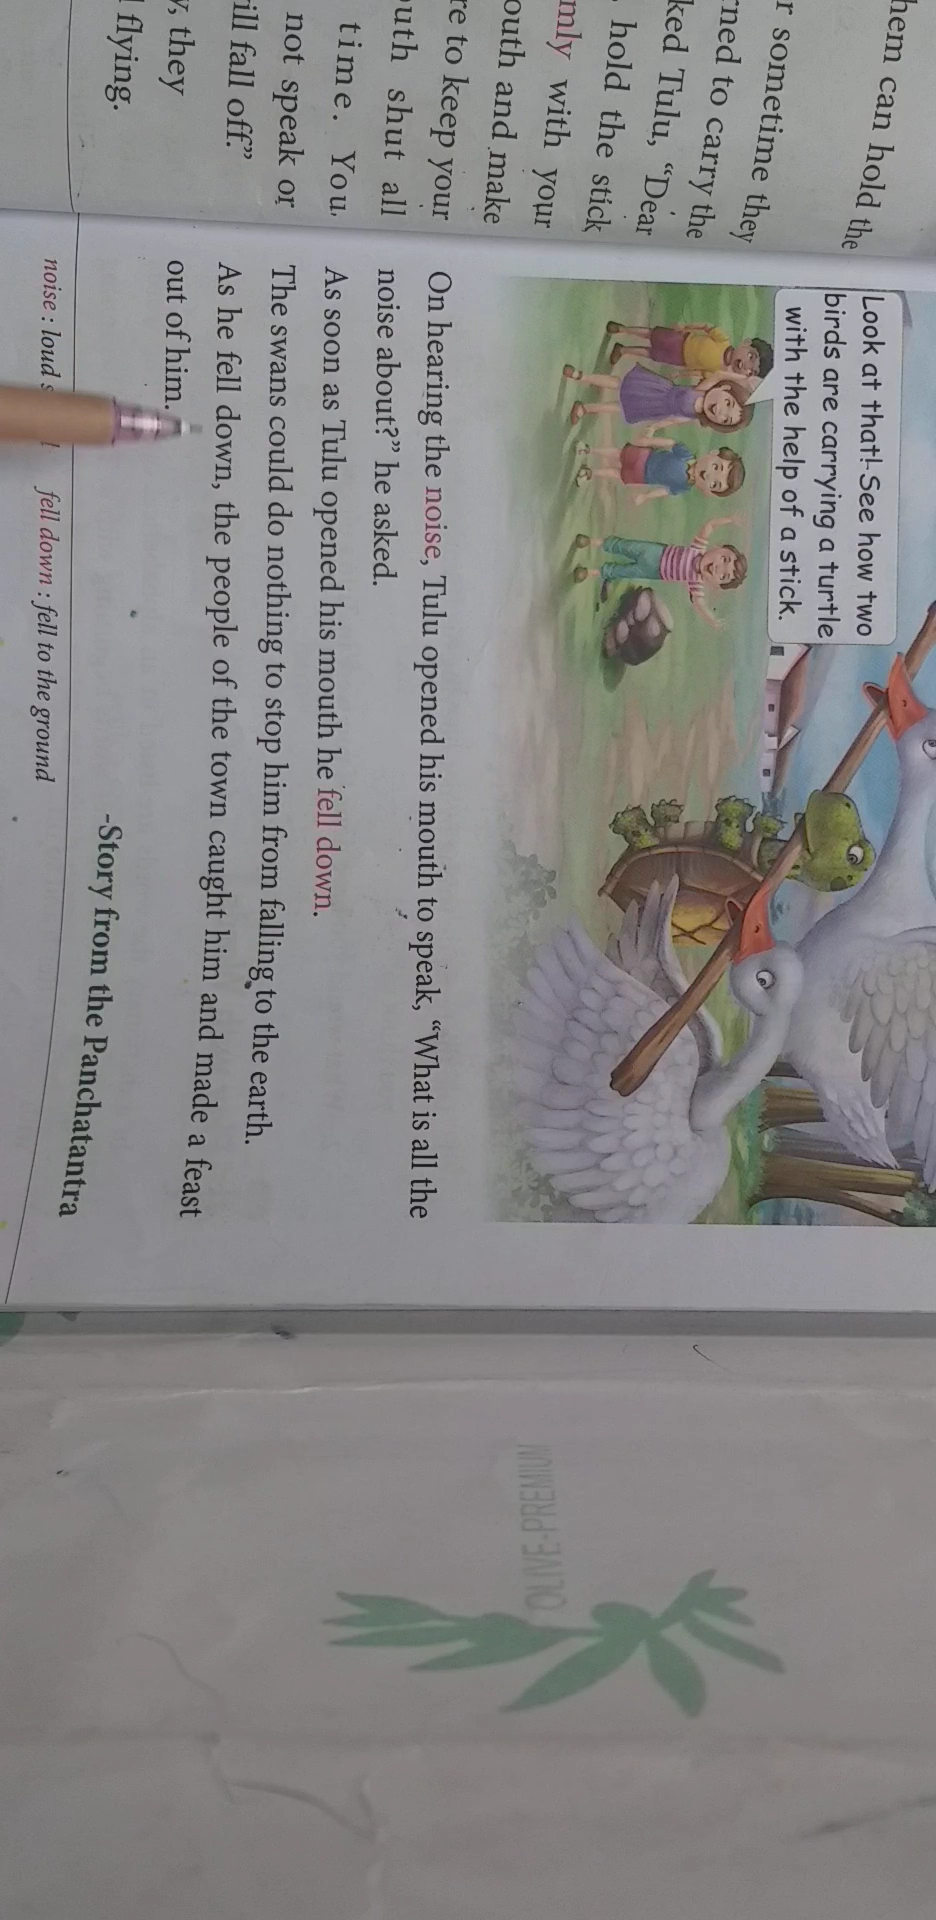 hem can hold the
r sometime they
rned to carry the
ked Tulu, “Dear
, hold the stick
mly with your
outh and make
re to keep your
outh shut all
time. You
not speak or
ill fall off.”
y, they
flying.
Look at that! See how two
birds are carrying a turtle
with the help of a stick.
On hearing the noise, Tulu opened his mouth to speak, “What is all the
noise about?” he asked.
As soon as Tulu opened his mouth he fell down.
The swans could do nothing to stop him from falling to the earth.
As he fell down, the people of the town caught him and made a feast
out of him.
-Story from the Panchatantra
noise : loud fell down : fell to the ground
OLIVE-PREMIUM